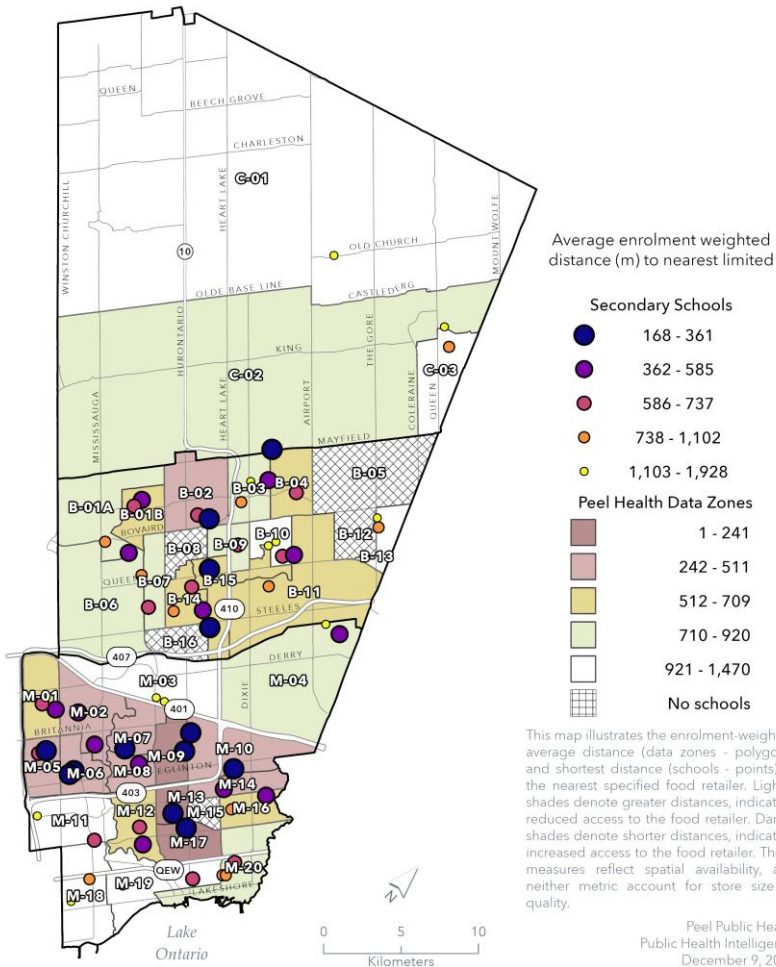 QUEEN
BEECH GROVE
CHARLESTON
C-01
WINSTON CHURCHILL
HEART LAKE
10
OLD CHURCH
MOUNT WOLFE
OLDE BASE LINE
CASTLEDERG
HURONTARIO
KING
THE GORE
C-02
C-03
HEART LAKE
AIRPORT
COLERAINE
QUEEN
MISSISSAUGA
MAYFIELD
B-05
B-01A
B-01B
B-02
B-03
B-04
BOVAIRD
B-08
B-09
B-10
B-12
B-13
QUEEN
B-07
B-15
B-11
B-06
B-14
410
STEELES
B-16
407
DERRY
M-03
DIXIE
M-04
M-01
M-02
401
BRITANNIA
M-07
M-05
M-09
M-10
M-06
M-08
EGLINTON
M-14
403
M-13
M-11
M-12
M-15
M-16
M-17
QEW
M-20
M-18
M-19
LAKESHORE
Lake
Ontario
N
0 5 10
Kilometers
Average enrolment weighted
distance (m) to nearest limited
Secondary Schools
168 - 361
362 - 585
586 - 737
738 - 1,102
1,103 - 1,928
Peel Health Data Zones
1 - 241
242 - 511
512 - 709
710 - 920
921 - 1,470
No schools
This map illustrates the enrolment-weight
average distance (data zones - polygo
and shortest distance (schools - points)
the nearest specified food retailer. Ligh
shades denote greater distances, indicat
reduced access to the food retailer. Dar
shades denote shorter distances, indicat
increased access to the food retailer. The
measures reflect spatial availability, a
neither metric account for store size
quality.
Peel Public Hea
Public Health Intelligen
December 9, 20